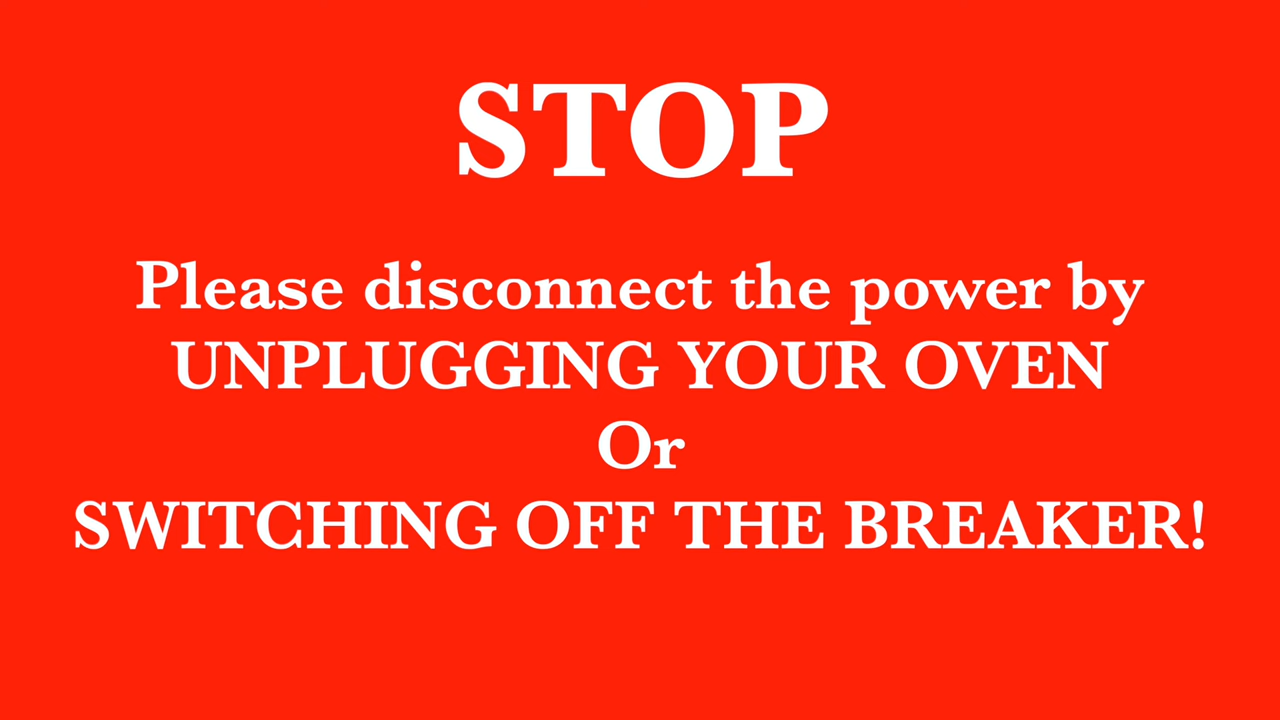 STOP
Please disconnect the power by
UNPLUGGING YOUR OVEN
Or
SWITCHING OFF THE BREAKER!